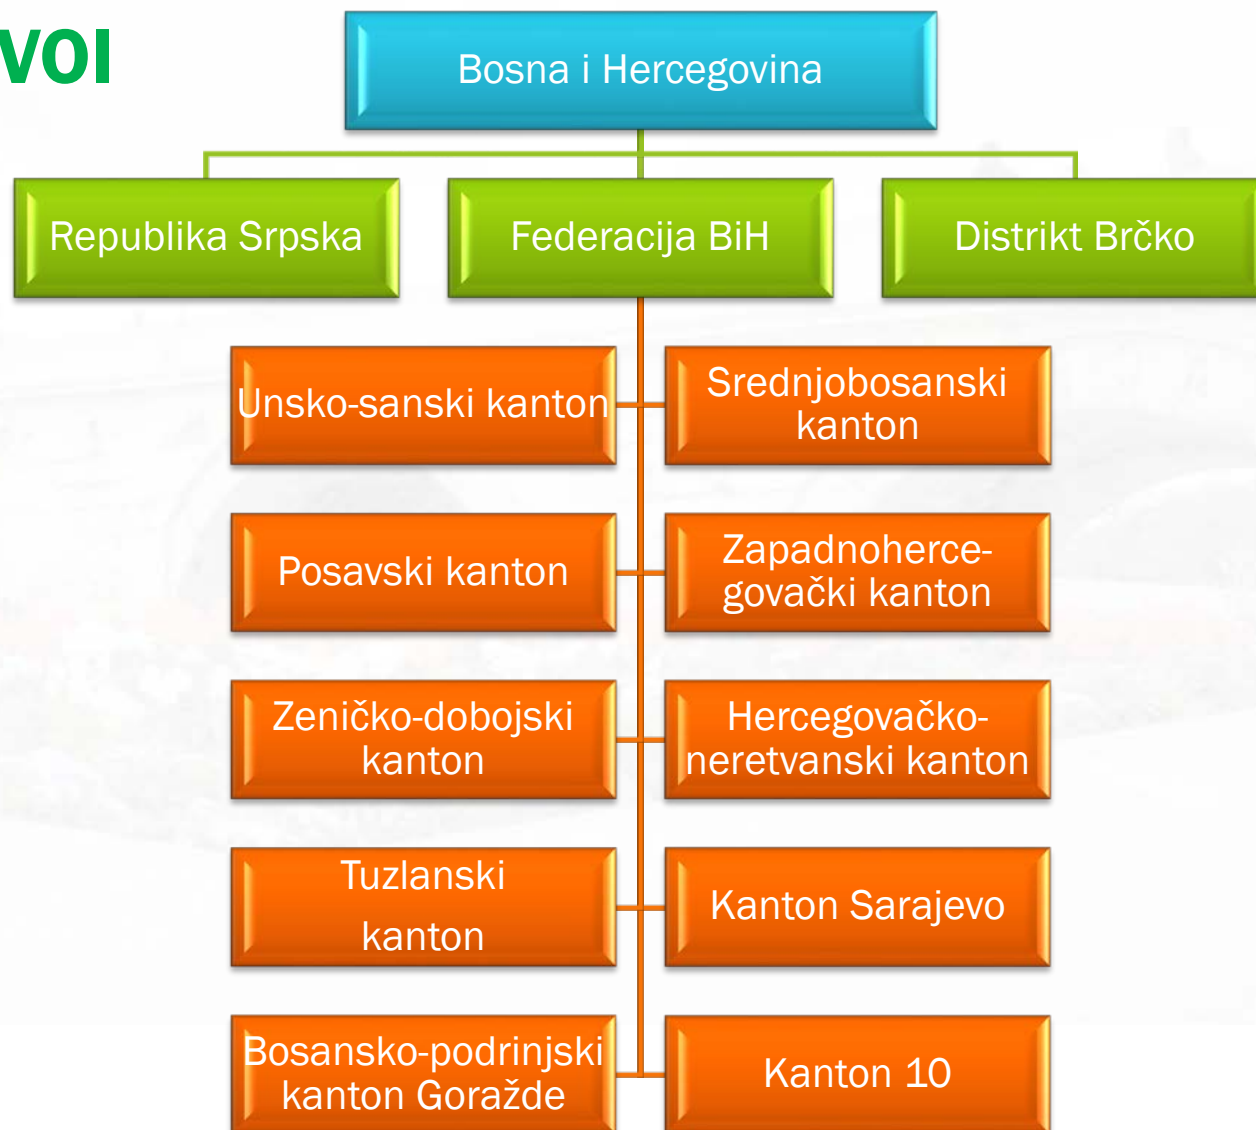 VOI
Bosna i Hercegovina
Republika Srpska
Federacija BiH
Distrikt Brčko
Unsko-sanski kanton
Srednjobosanski
kanton
Posavski kanton
Zapadnoherce-
govački kanton
Zeničko-dobojski
kanton
Hercegovačko-
neretvanski kanton
Tuzlanski
kanton
Kanton Sarajevo
Bosansko-podrinjski
kanton Goražde
Kanton 10